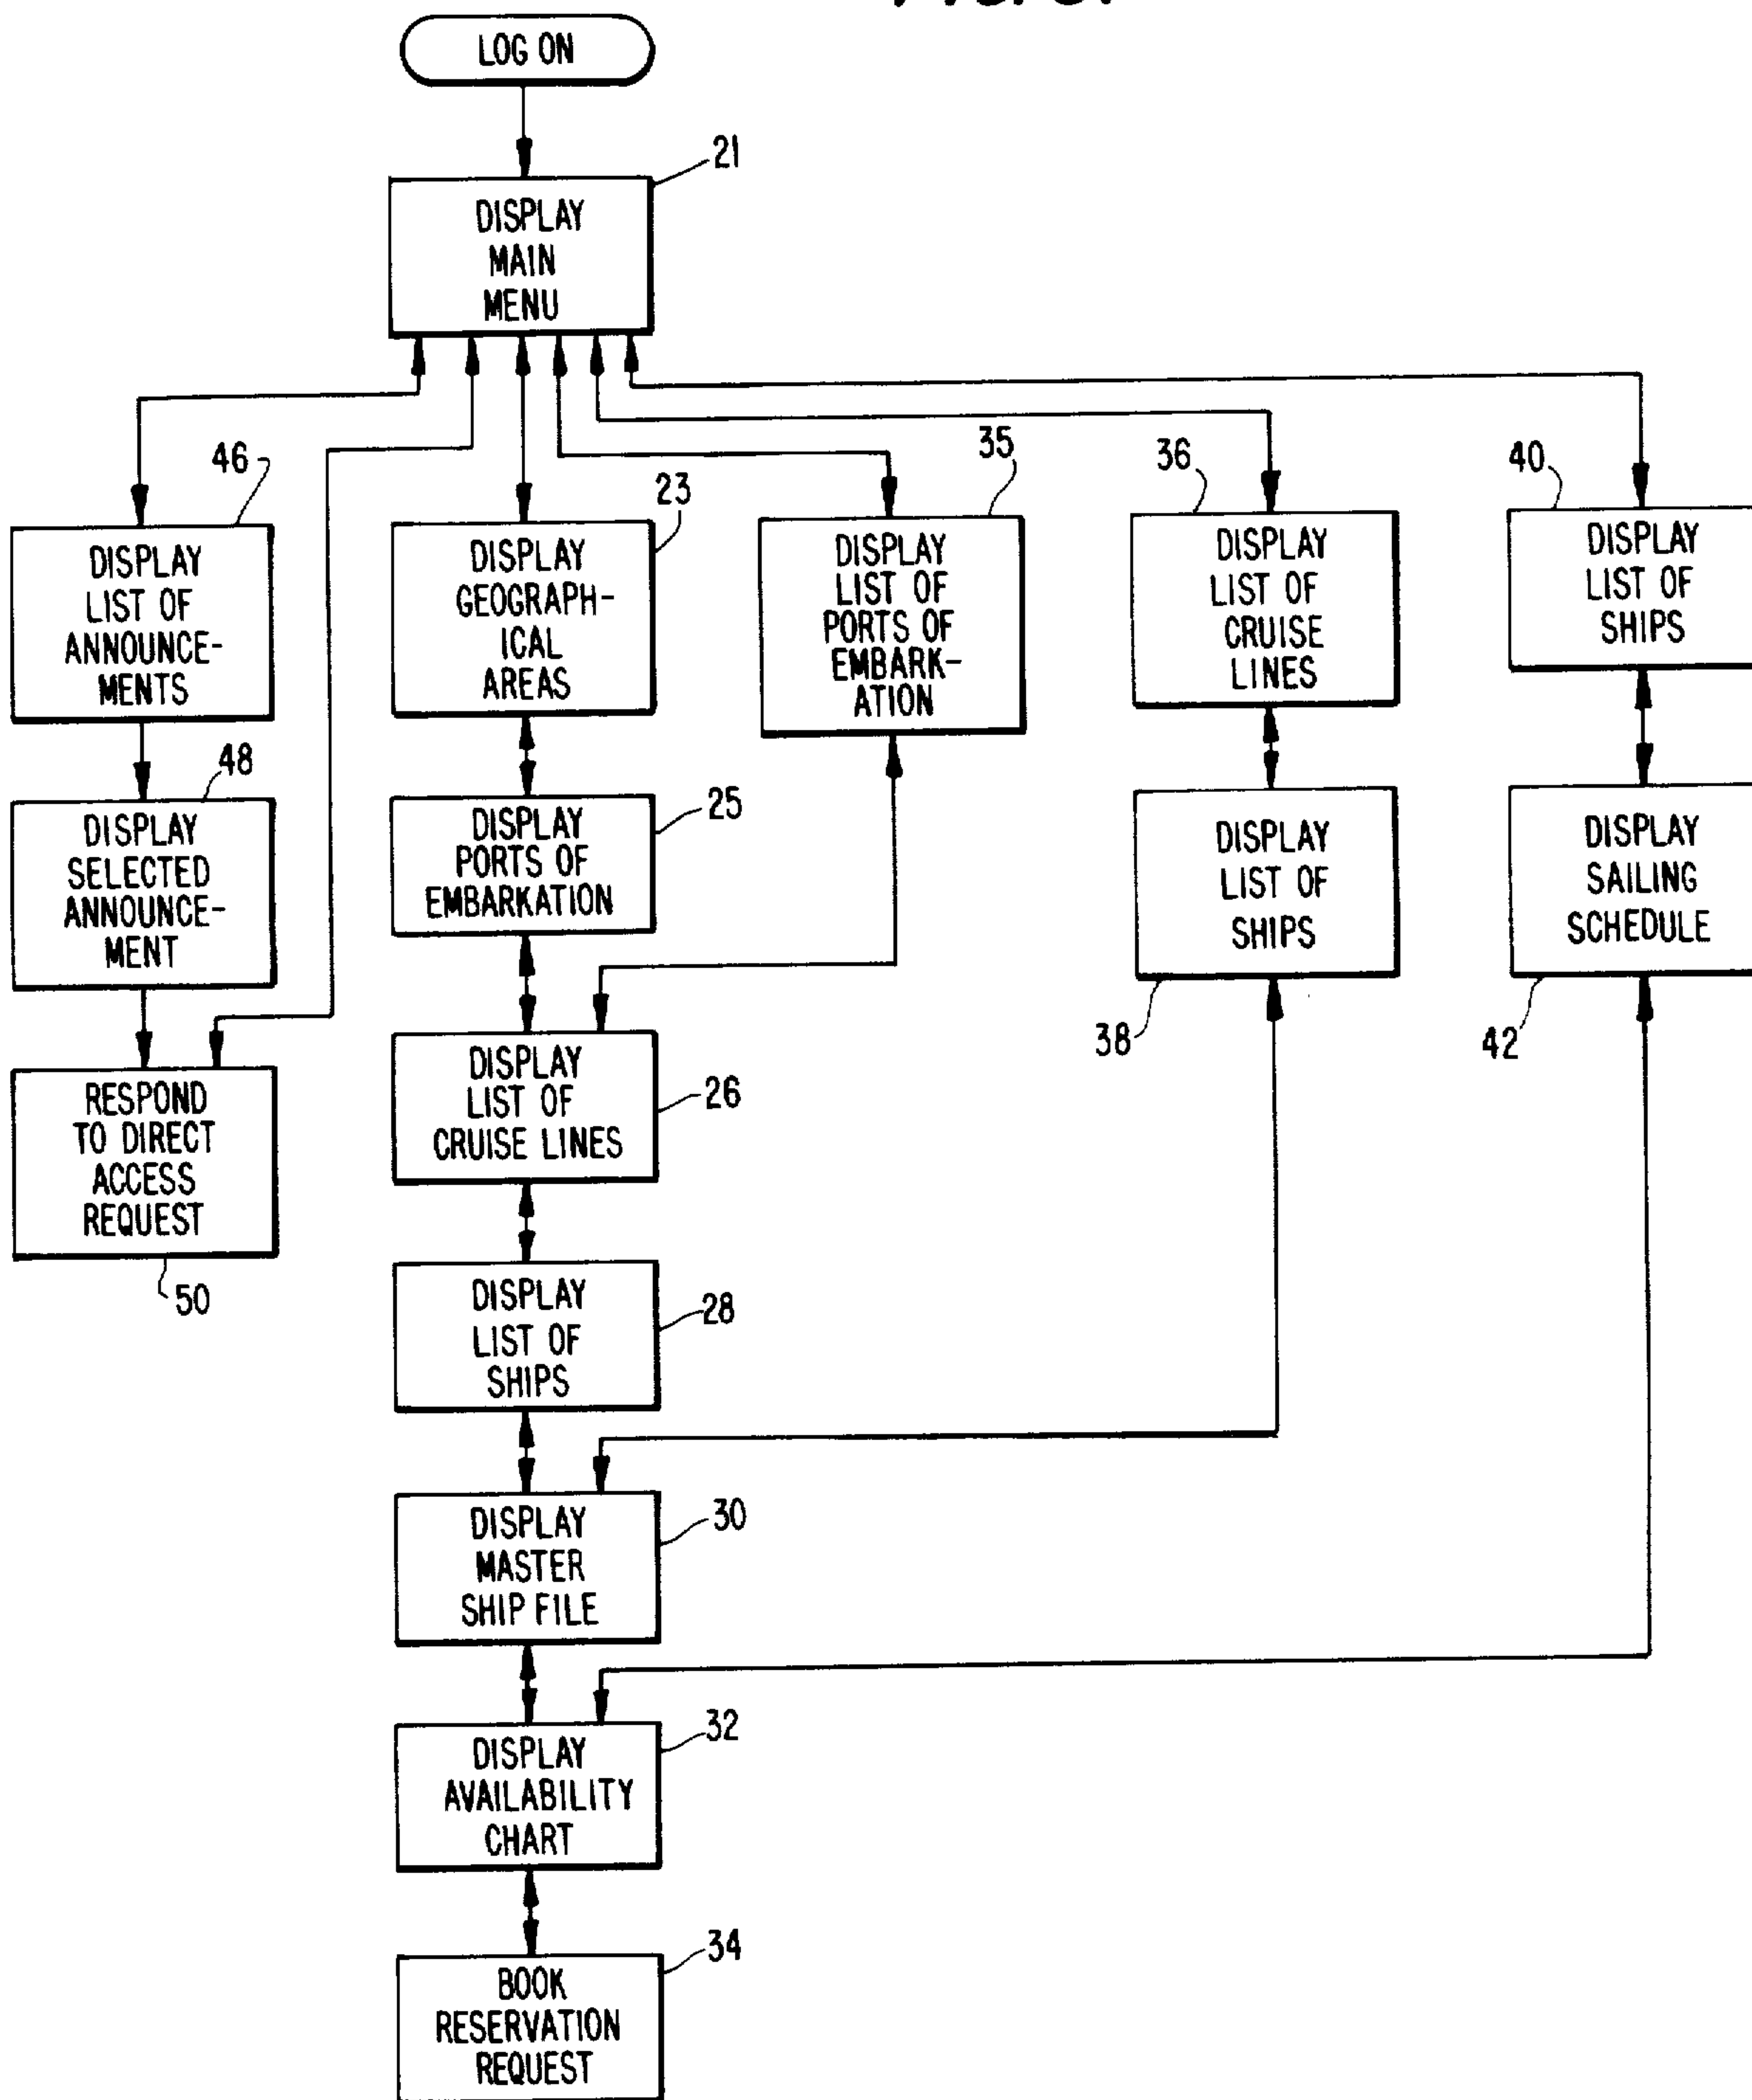 LOG ON
21
DISPLAY
MAIN
MENU
46
DISPLAY
LIST OF
ANNOUNCE-
MENTS
23
DISPLAY
GEOGRAPH-
ICAL
AREAS
35
DISPLAY
LIST OF
PORTS OF
EMBARK-
ATION
36
DISPLAY
LIST OF
CRUISE
LINES
40
DISPLAY
LIST OF
SHIPS
48
DISPLAY
SELECTED
ANNOUNCE-
MENT
25
DISPLAY
PORTS OF
EMBARKATION
DISPLAY
LIST OF
SHIPS
38
DISPLAY
SAILING
SCHEDULE
42
RESPOND
TO DIRECT
ACCESS
REQUEST
50
DISPLAY
LIST OF
CRUISE LINES
26
DISPLAY
LIST OF
SHIPS
28
DISPLAY
MASTER
SHIP FILE
30
DISPLAY
AVAILABILITY
CHART
32
BOOK
RESERVATION
REQUEST
34